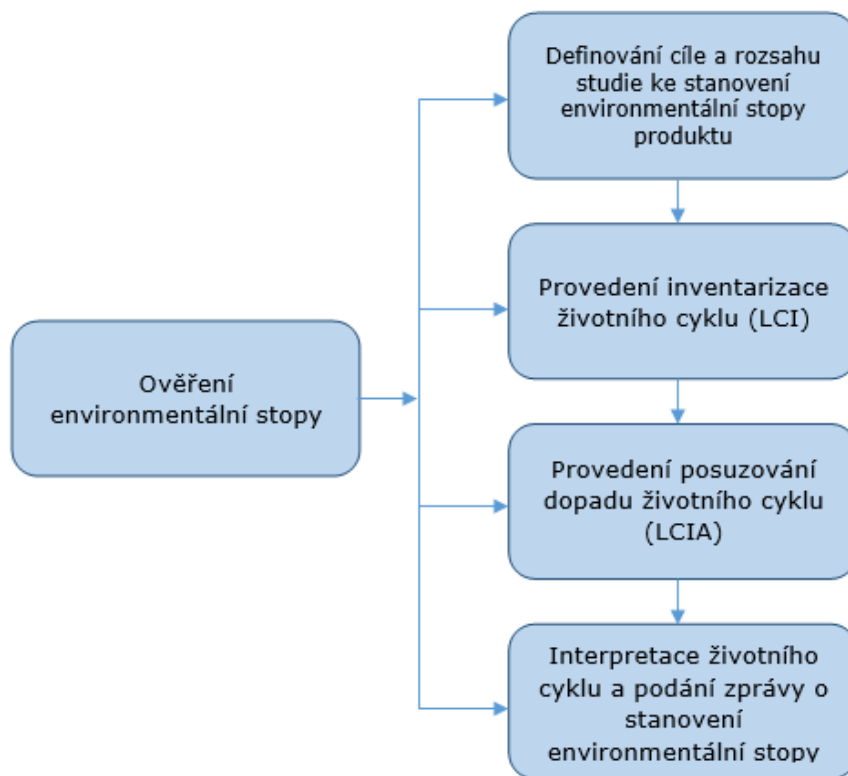 Definování cíle a rozsahu
studie ke stanovení
environmentální stopy
produktu
Provedení inventarizace
životního cyklu (LCI)
Ověření
environmentální stopy
Provedení posuzování
dopadu životního cyklu
(LCIA)
Interpretace životního
cyklu a podání zprávy o
stanovení
environmentální stopy